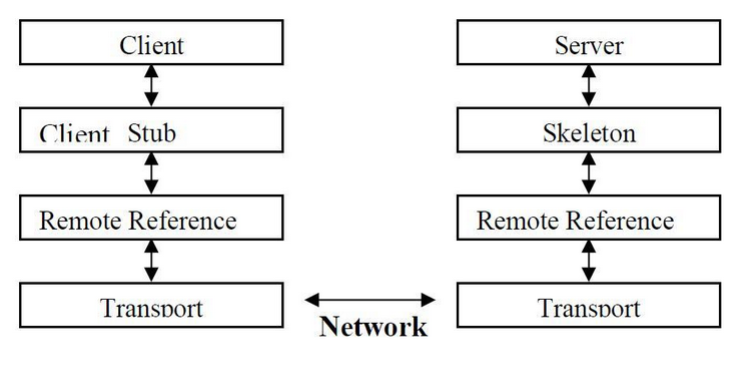 Client
Server
Client Stub
Skeleton
Remote Reference
Remote Reference
Transport
Transport
Network